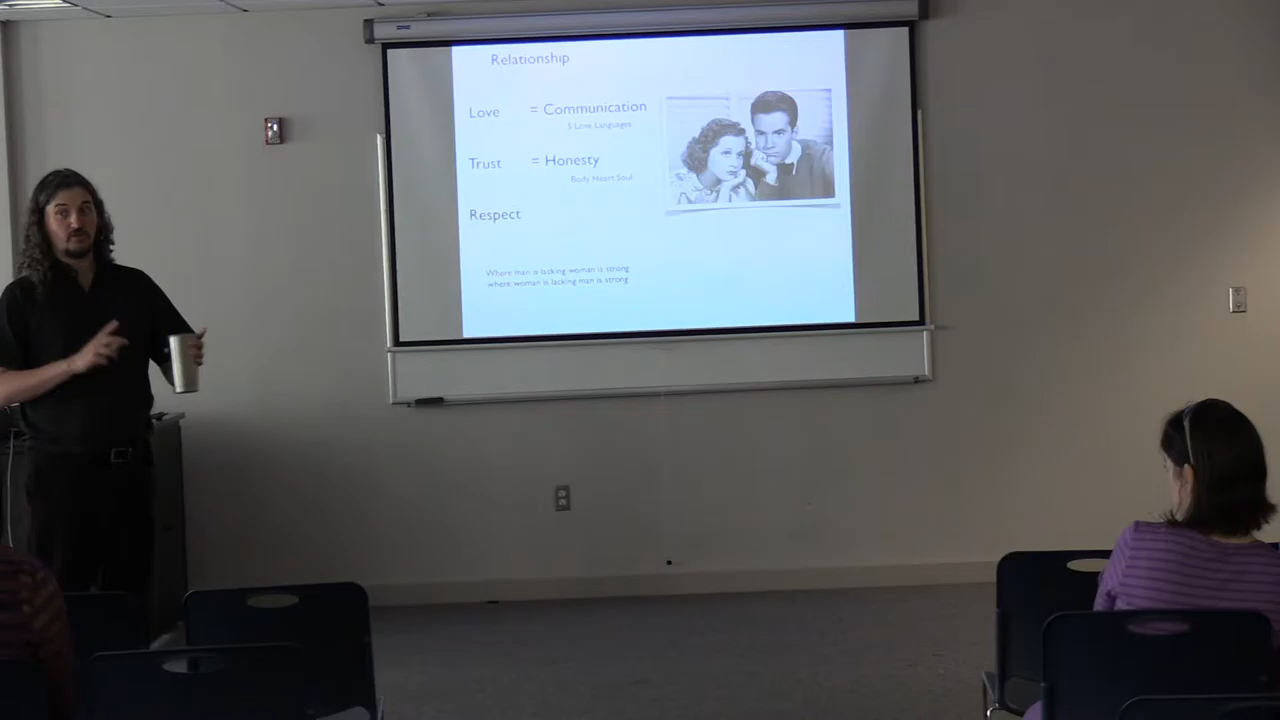 Relationship
Love = Communication
5 Love Languages
Trust = Honesty
Body Heart Soul
Respect
Where man is lacking woman is strong
where woman is lacking man is strong